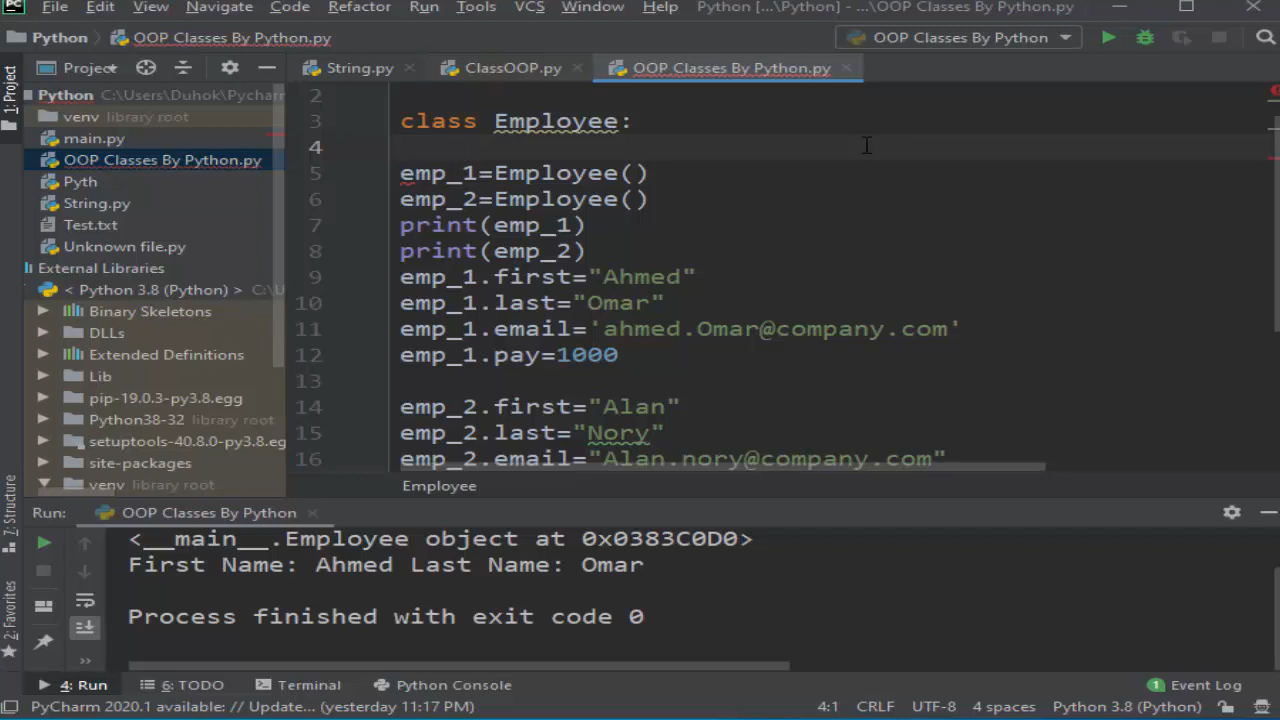 File Edit View Navigate Code Refactor Run Tools VCS Window Help Python [...\Python] - ...\OOP Classes By Python.py
Python OOP Classes By Python.py OOP Classes By Python
1: Project
Project String.py ClassOOP.py OOP Classes By Python.py
Python C:\Users\Duhok\Pycharm
venv library root
main.py
OOP Classes By Python.py
Pyth
String.py
Test.txt
Unknown file.py
External Libraries
< Python 3.8 (Python) > C:\U
Binary Skeletons
DLLs
Extended Definitions
Lib
pip-19.0.3-py3.8.egg
Python38-32 library root
setuptools-40.8.0-py3.8.eg
site-packages
venv library root
2
3 class Employee:
4
5 emp_1=Employee()
6 emp_2=Employee()
7 print(emp_1)
8 print(emp_2)
9 emp_1.first="Ahmed"
10 emp_1.last="Omar"
11 emp_1.email='ahmed.Omar@company.com'
12 emp_1.pay=1000
13
14 emp_2.first="Alan"
15 emp_2.last="Nory"
16 emp_2.email="Alan.nory@company.com"
Employee
7: Structure
2: Favorites
Run: OOP Classes By Python
<__main__.Employee object at 0x0383C0D0>
First Name: Ahmed Last Name: Omar
Process finished with exit code 0
4: Run 6: TODO Terminal Python Console 1 Event Log
PyCharm 2020.1 available: // Update... (yesterday 11:17 PM) 4:1 CRLF UTF-8 4 spaces Python 3.8 (Python)